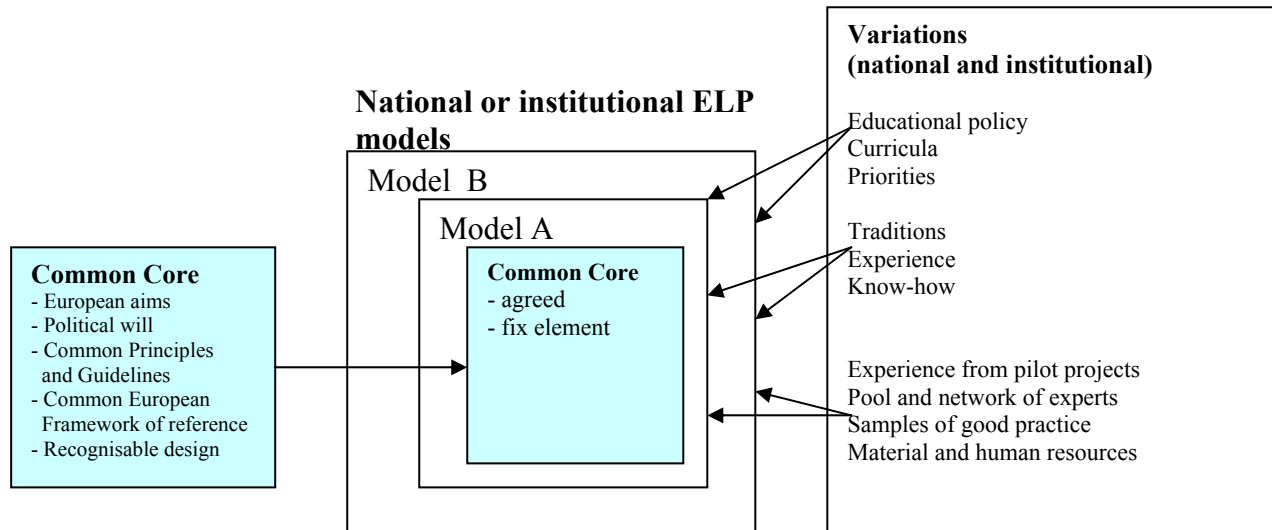 Common Core
- European aims
- Political will
- Common Principles
and Guidelines
- Common European
Framework of reference
- Recognisable design
National or institutional ELP
models
Model B
Model A
Common Core
- agreed
- fix element
Variations
(national and institutional)
Educational policy
Curricula
Priorities
Traditions
Experience
Know-how
Experience from pilot projects
Pool and network of experts
Samples of good practice
Material and human resources